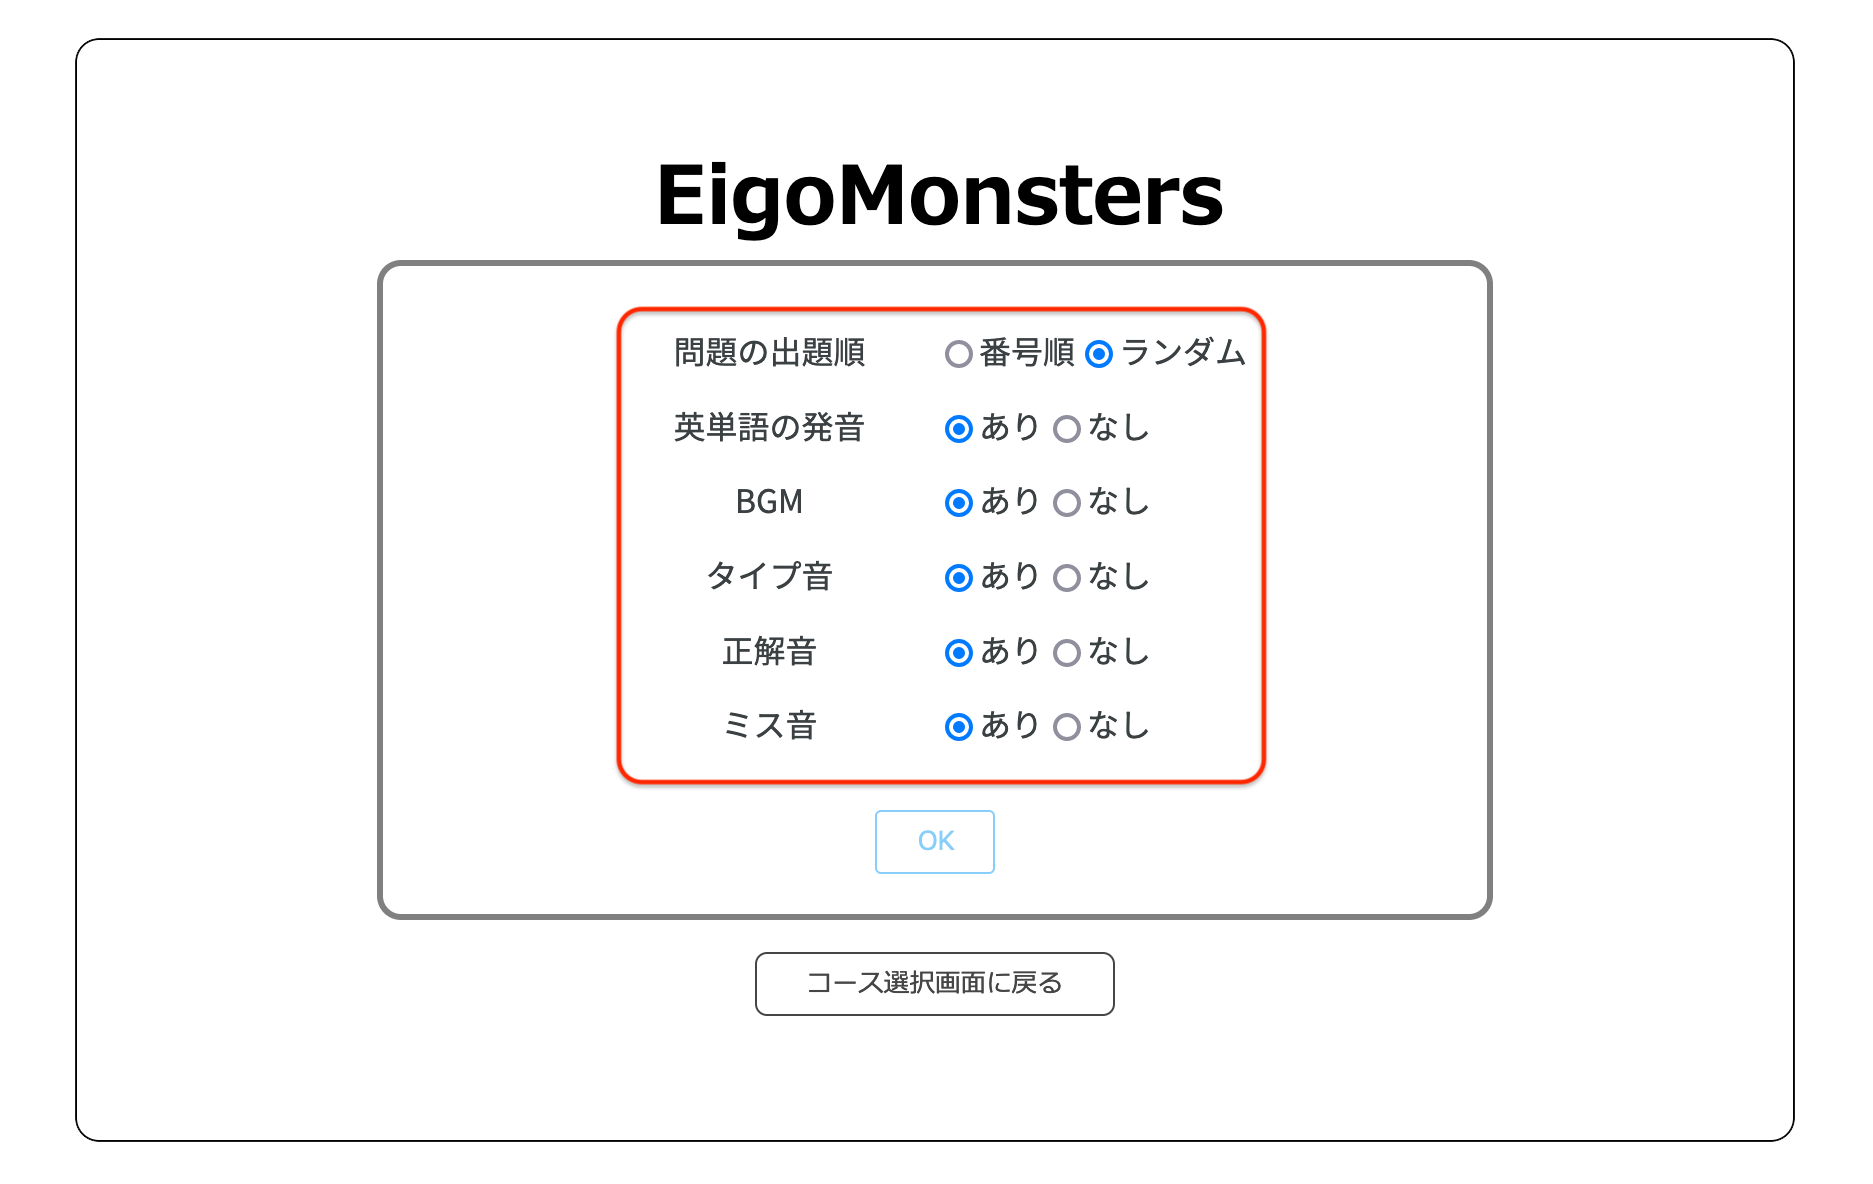 EigoMonsters
問題の出題順 番号順 ランダム
英単語の発音 あり なし
BGM あり なし
タイプ音 あり なし
正解音 あり なし
ミス音 あり なし
OK
コース選択画面に戻る